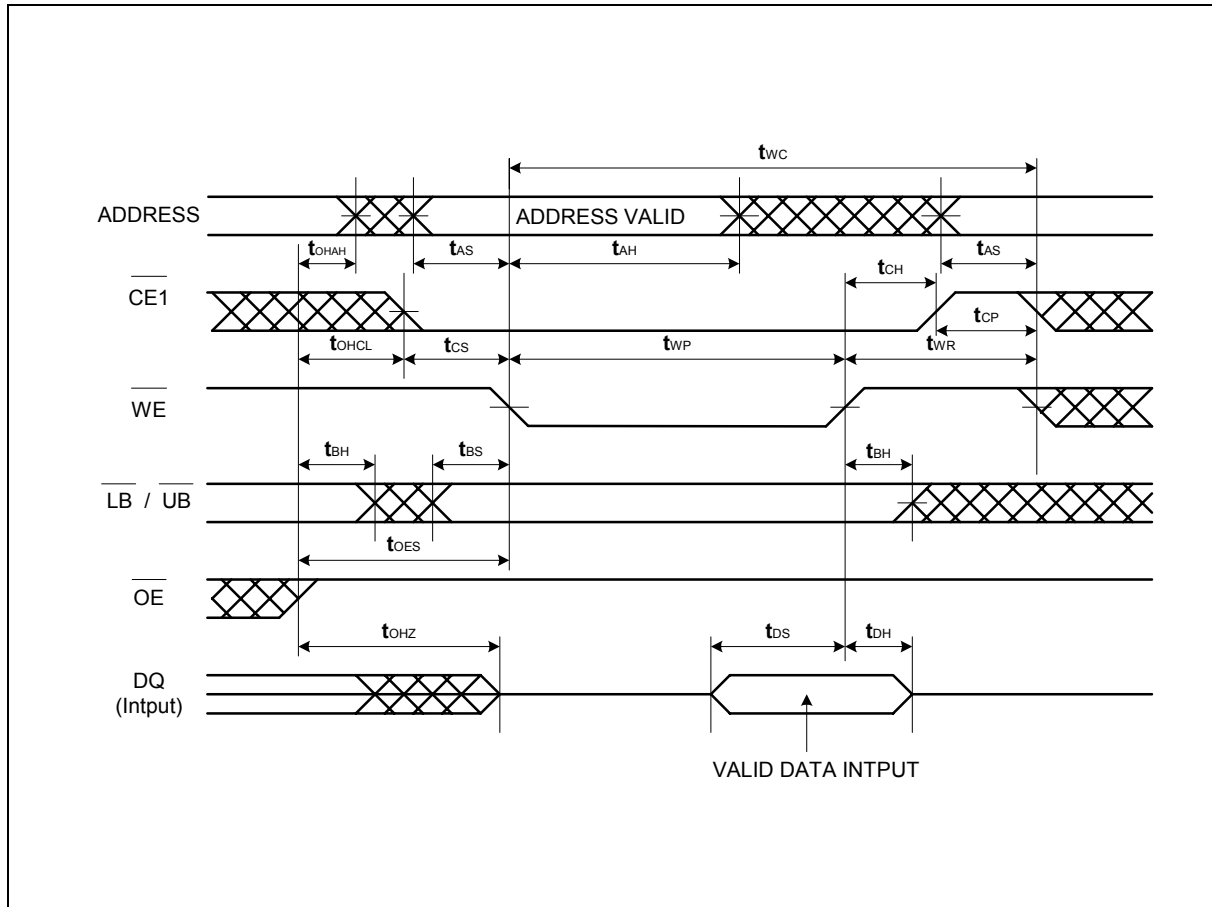 tWC
ADDRESS
ADDRESS VALID
tOHAH
tAS
tAH
tCH
tAS
CE1
tCP
tOHCL
tCS
tWP
tWR
WE
tBH
tBS
tBH
LB / UB
tOES
OE
tOHZ
tDS
tDH
DQ
(Intput)
VALID DATA INTPUT